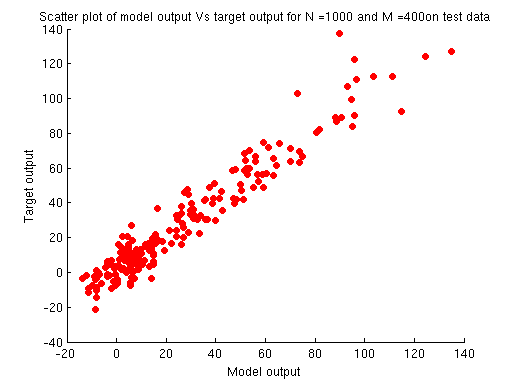 Scatter plot of model output Vs target output for N =1000 and M =400on test data
140
120
100
80
60
40
20
0
-20
-40
Target output
-20 0 20 40 60 80 100 120 140
Model output